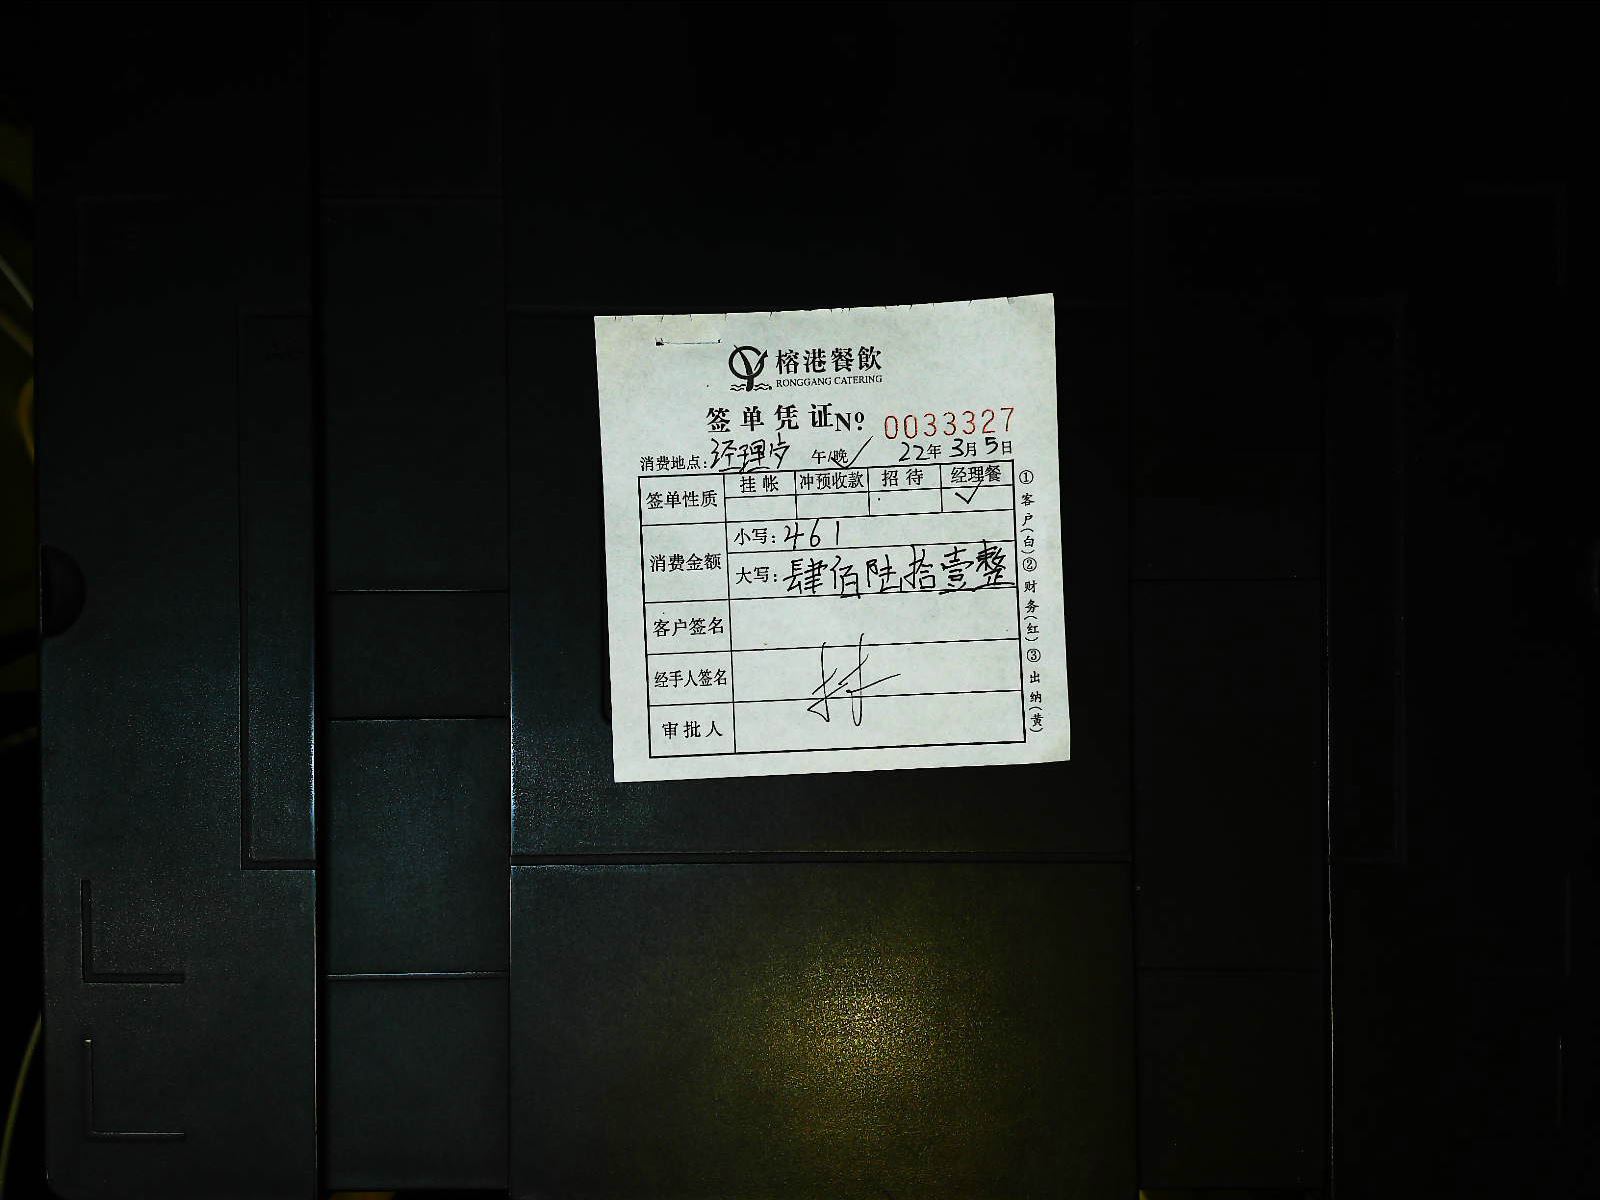 榕港餐飲
RONGGANG CATERING
签单凭证 Nº 0033327
消费地点: 经理 午/晚✓ 22年3月5日
签单性质 挂帐 冲预收款 招待 经理餐
✓
消费金额 小写: 461
大写: 肆佰陆拾壹整
客户签名
经手人签名
审批人
①客户(白)②财务(红)③出纳(黄)